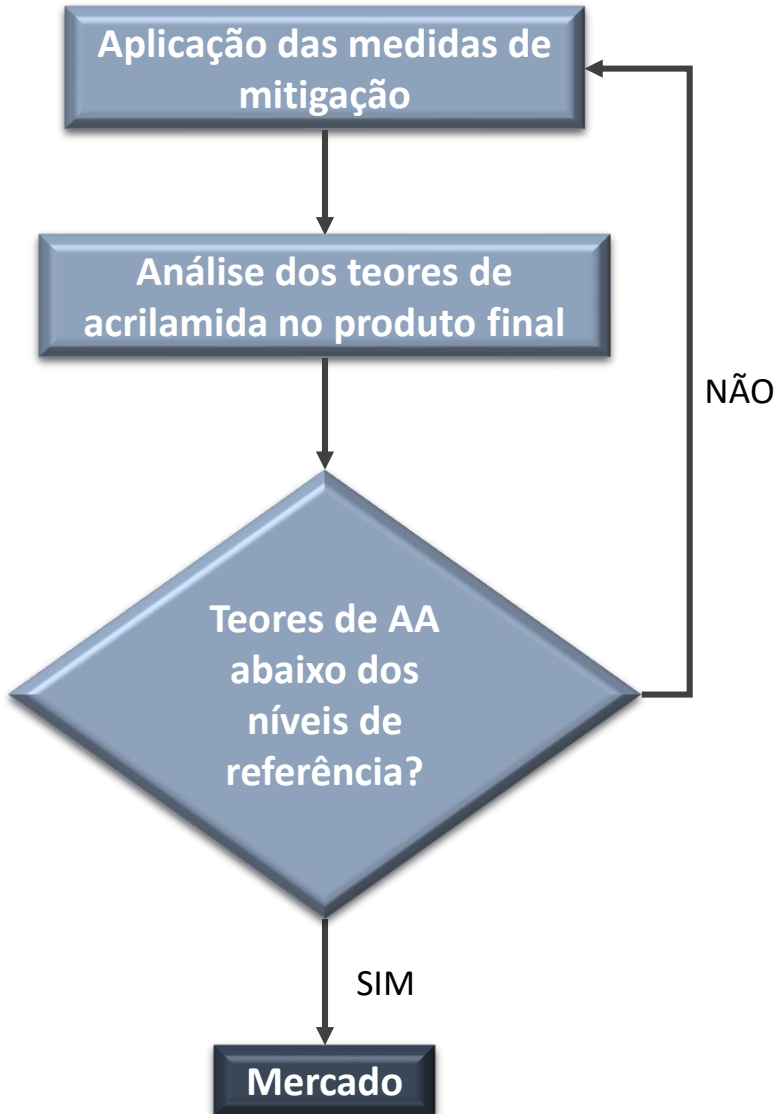 Aplicação das medidas de
mitigação
Análise dos teores de
acrilamida no produto final
NÃO
Teores de AA
abaixo dos
níveis de
referência?
SIM
Mercado